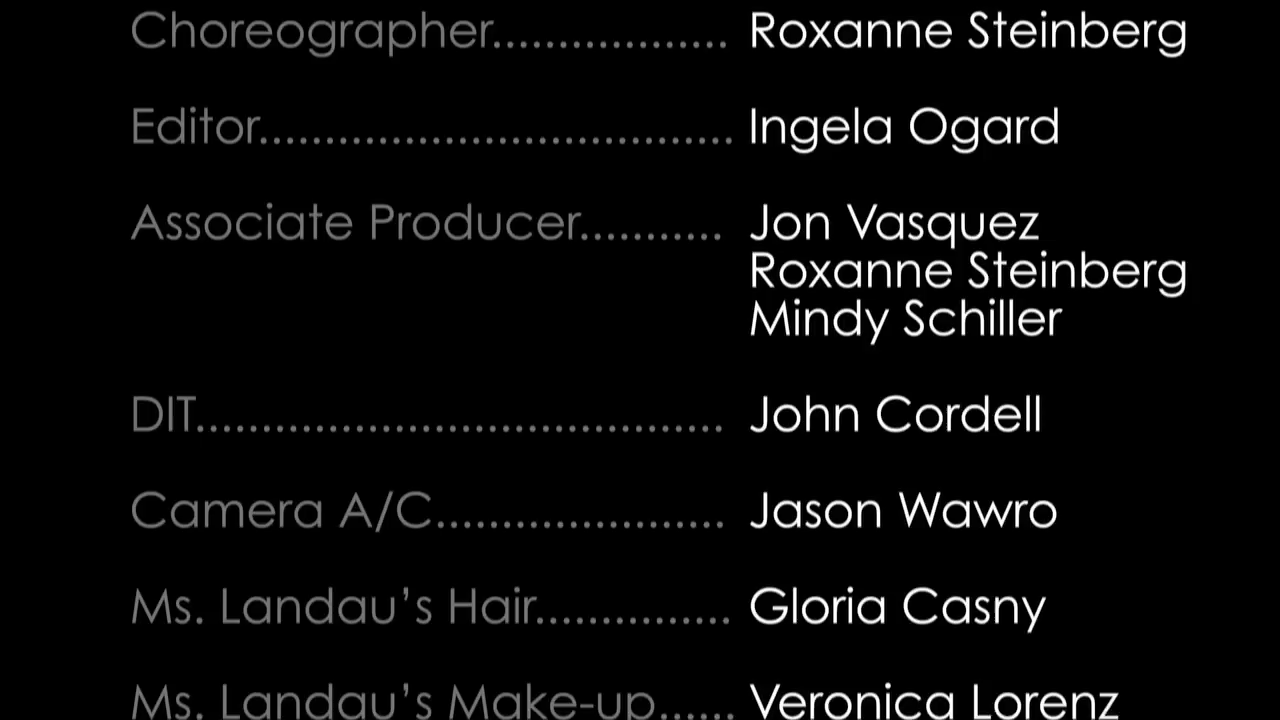 Choreographer.................. Roxanne Steinberg
Editor.................................... Ingela Ogard
Associate Producer........... Jon Vasquez
Roxanne Steinberg
Mindy Schiller
DIT........................................ John Cordell
Camera A/C...................... Jason Wawro
Ms. Landau’s Hair............... Gloria Casny
Ms. Landau’s Make-up...... Veronica Lorenz